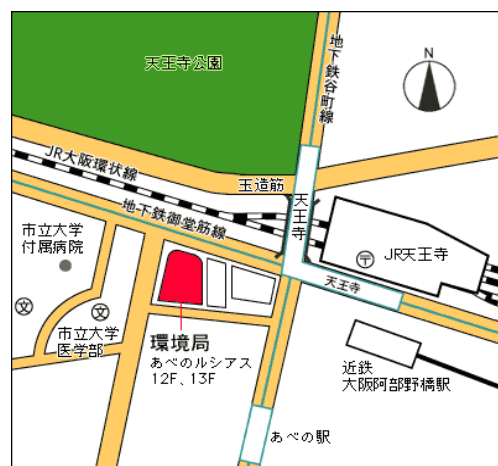 天王寺公園
地下鉄谷町線
N
JR大阪環状線
玉造筋
地下鉄御堂筋線
天王寺
市立大学
付属病院
〒
JR天王寺
天王寺
文
文
市立大学
医学部
環境局
あべのルシアス
12F、13F
近鉄
大阪阿部野橋駅
あべの駅